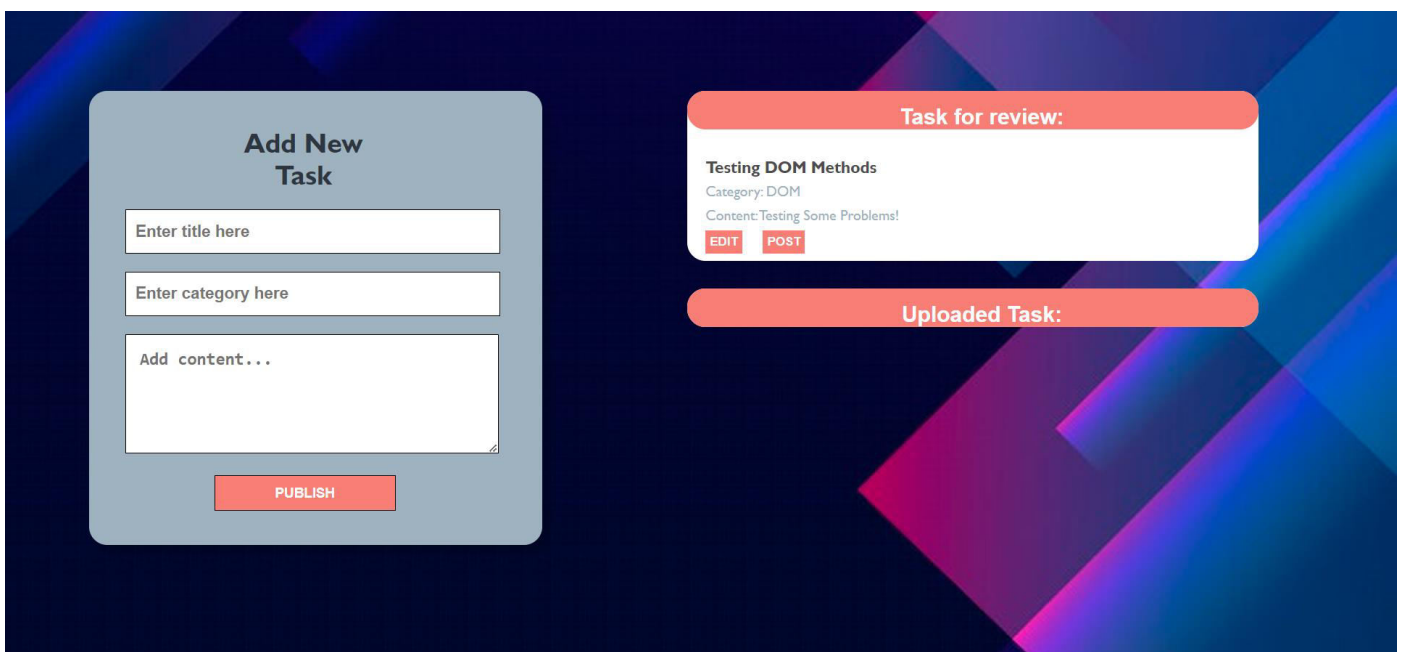 Add New
Task
Enter title here
Enter category here
Add content...
PUBLISH
Task for review:
Testing DOM Methods
Category: DOM
Content: Testing Some Problems!
EDIT POST
Uploaded Task: